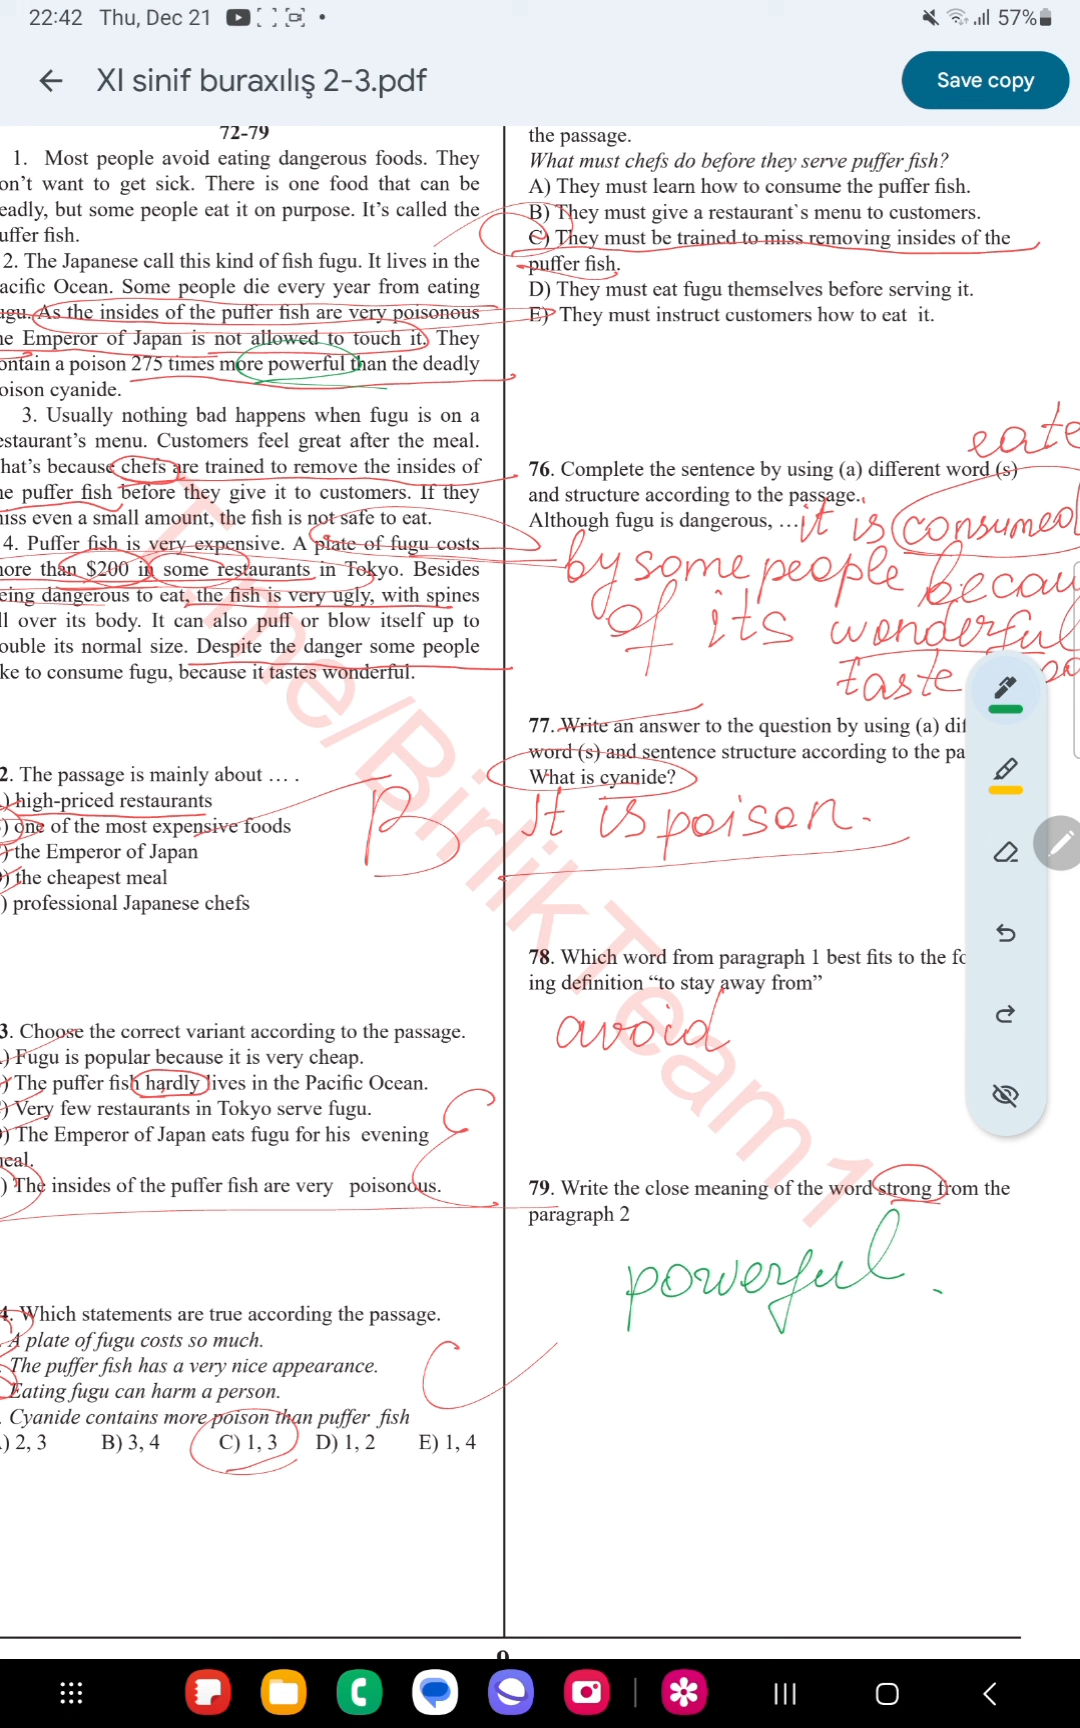 22:42 Thu, Dec 21
57%
XI sinif buraxılış 2-3.pdf
Save copy
72-79
1. Most people avoid eating dangerous foods. They
on’t want to get sick. There is one food that can be
eadly, but some people eat it on purpose. It’s called the
uffer fish.
2. The Japanese call this kind of fish fugu. It lives in the
acific Ocean. Some people die every year from eating
ugu. As the insides of the puffer fish are very poisonous
he Emperor of Japan is not allowed to touch it. They
ontain a poison 275 times more powerful than the deadly
oison cyanide.
3. Usually nothing bad happens when fugu is on a
estaurant’s menu. Customers feel great after the meal.
hat’s because chefs are trained to remove the insides of
he puffer fish before they give it to customers. If they
niss even a small amount, the fish is not safe to eat.
4. Puffer fish is very expensive. A plate of fugu costs
nore than $200 in some restaurants in Tokyo. Besides
eing dangerous to eat, the fish is very ugly, with spines
ll over its body. It can also puff or blow itself up to
ouble its normal size. Despite the danger some people
ke to consume fugu, because it tastes wonderful.
2. The passage is mainly about … .
) high-priced restaurants
) one of the most expensive foods
) the Emperor of Japan
) the cheapest meal
) professional Japanese chefs
B
3. Choose the correct variant according to the passage.
) Fugu is popular because it is very cheap.
) The puffer fish hardly lives in the Pacific Ocean.
) Very few restaurants in Tokyo serve fugu.
) The Emperor of Japan eats fugu for his evening
neal.
) The insides of the puffer fish are very poisonous.
4. Which statements are true according the passage.
A plate of fugu costs so much.
The puffer fish has a very nice appearance.
Eating fugu can harm a person.
. Cyanide contains more poison than puffer fish
) 2, 3 B) 3, 4 C) 1, 3 D) 1, 2 E) 1, 4
C
the passage.
What must chefs do before they serve puffer fish?
A) They must learn how to consume the puffer fish.
B) They must give a restaurant`s menu to customers.
C) They must be trained to miss removing insides of the
puffer fish.
D) They must eat fugu themselves before serving it.
E) They must instruct customers how to eat it.
76. Complete the sentence by using (a) different word (s)
and structure according to the passage.
Although fugu is dangerous, …
eate
it is consumed
by some people becau
of its wonderful
taste
77. Write an answer to the question by using (a) dif
word (s) and sentence structure according to the pa
What is cyanide?
It is poison.
78. Which word from paragraph 1 best fits to the fo
ing definition “to stay away from”
avoid
79. Write the close meaning of the word strong from the
paragraph 2
powerful.
T.me/BirlikTeam1